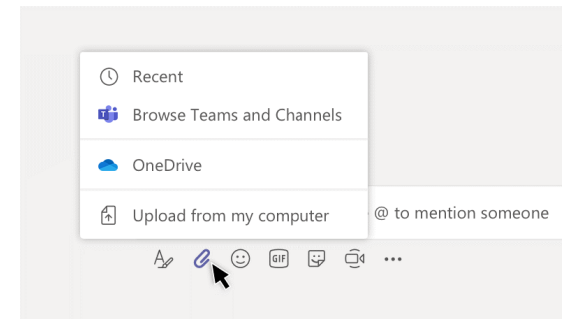 Recent
Browse Teams and Channels
OneDrive
Upload from my computer
@ to mention someone
GIF